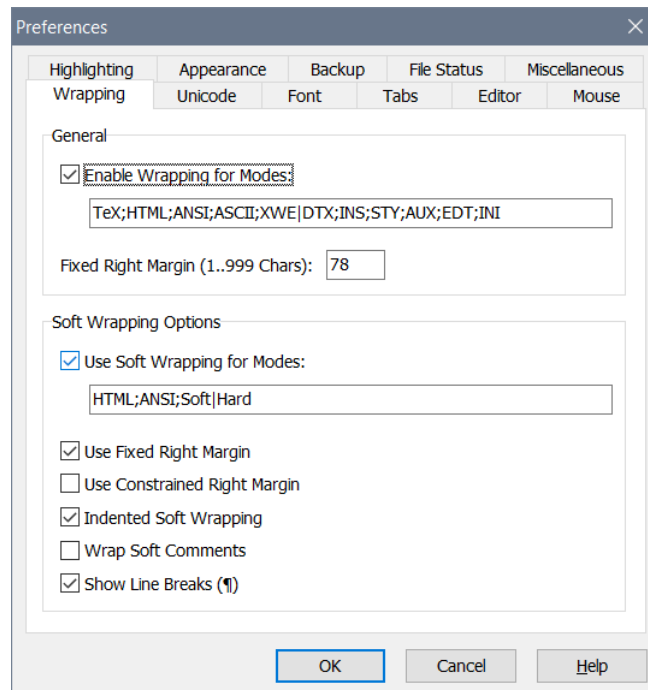 Preferences
Highlighting Appearance Backup File Status Miscellaneous
Wrapping Unicode Font Tabs Editor Mouse
General
Enable Wrapping for Modes:
TeX;HTML;ANSI;ASCII;XWE|DTX;INS;STY;AUX;EDT;INI
Fixed Right Margin (1..999 Chars): 78
Soft Wrapping Options
Use Soft Wrapping for Modes:
HTML;ANSI;Soft|Hard
Use Fixed Right Margin
Use Constrained Right Margin
Indented Soft Wrapping
Wrap Soft Comments
Show Line Breaks (¶)
OK Cancel Help